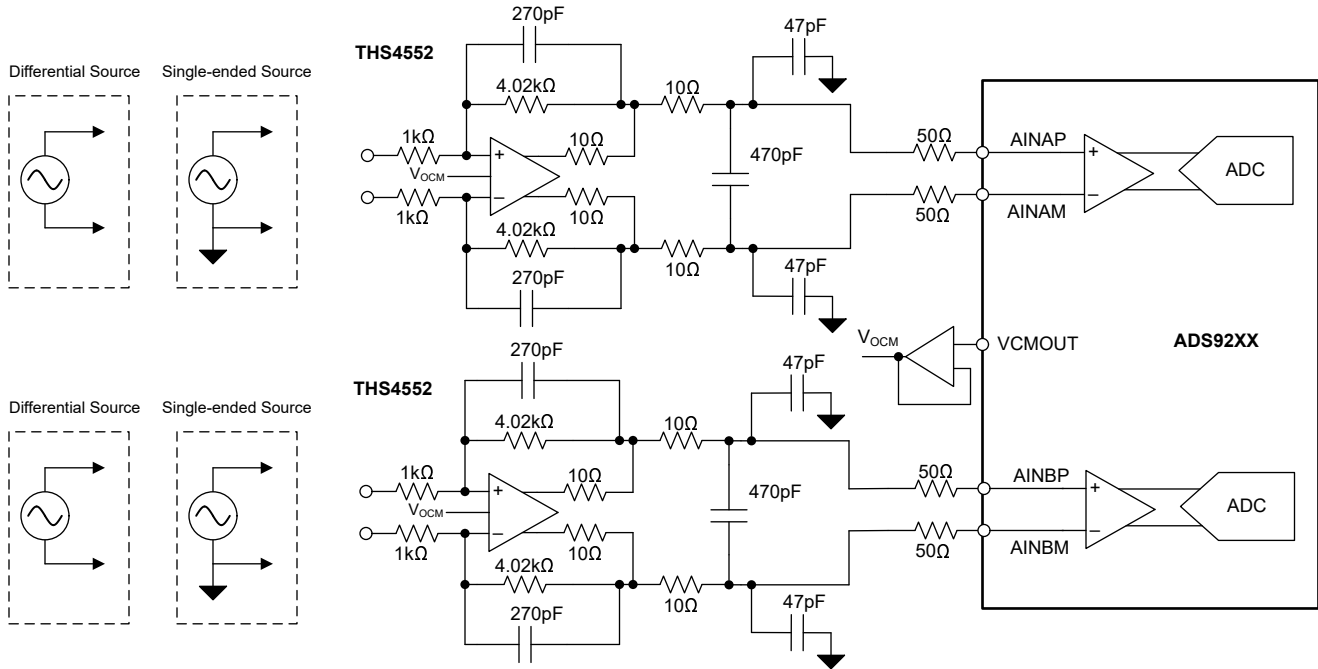 270pF
47pF
THS4552
Differential Source
Single-ended Source
4.02kΩ
10Ω
1kΩ
+
10Ω
50Ω
AINAP
+
ADC
VOCM
470pF
1kΩ
−
10Ω
50Ω
AINAM
−
4.02kΩ
10Ω
270pF
47pF
VOCM
VCMOUT
ADS92XX
270pF
47pF
THS4552
Differential Source
Single-ended Source
4.02kΩ
10Ω
1kΩ
+
10Ω
50Ω
AINBP
+
ADC
VOCM
470pF
1kΩ
−
10Ω
50Ω
AINBM
−
4.02kΩ
10Ω
270pF
47pF